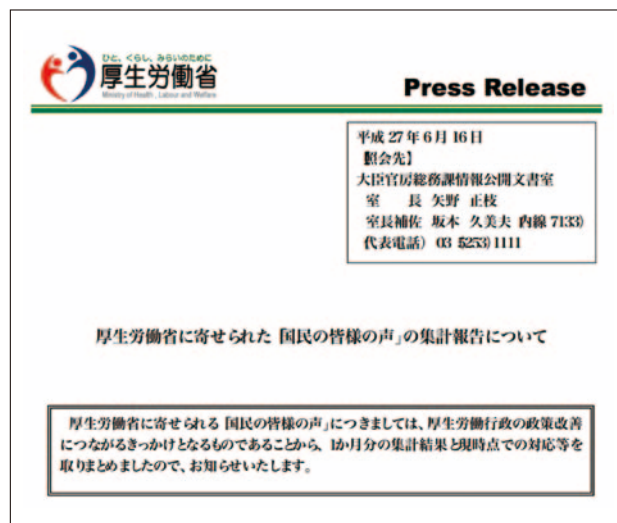 ひと、くらし、みらいのために
厚生労働省
Ministry of Health, Labour and Welfare
Press Release
平成 27 年 6 月 16 日
【照会先】
大臣官房総務課情報公開文書室
室　　長　矢野　正枝
室長補佐　坂本　久美夫　内線 7133)
代表電話)　03 5253) 1111
厚生労働省に寄せられた「国民の皆様の声」の集計報告について
厚生労働省に寄せられる「国民の皆様の声」につきましては、厚生労働行政の政策改善
につながるきっかけとなるものであることから、1か月分の集計結果と現時点での対応等を
取りまとめましたので、お知らせいたします。